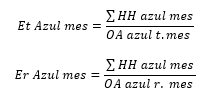 Et Azul mes = ∑ HH azul mes / OA azul t. mes
Er Azul mes = ∑ HH azul mes / OA azul r. mes